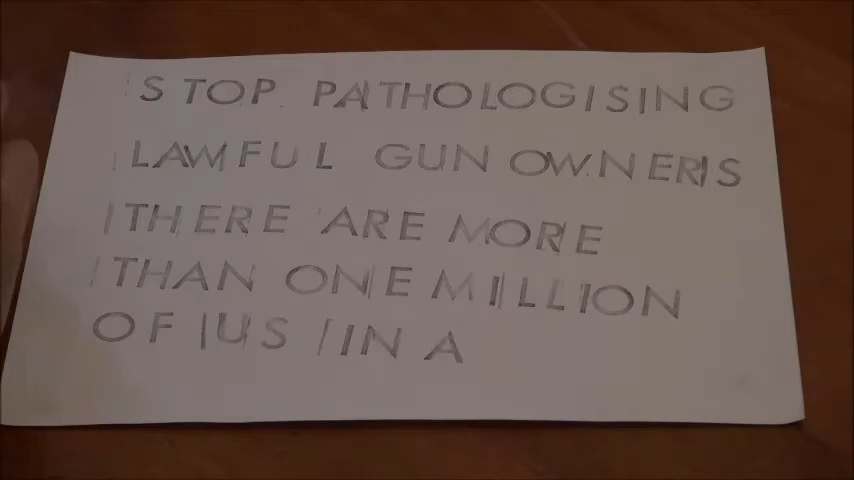 STOP PATHOLOGISING
LAWFUL GUN OWNERS
THERE ARE MORE
THAN ONE MILLION
OF US IN A